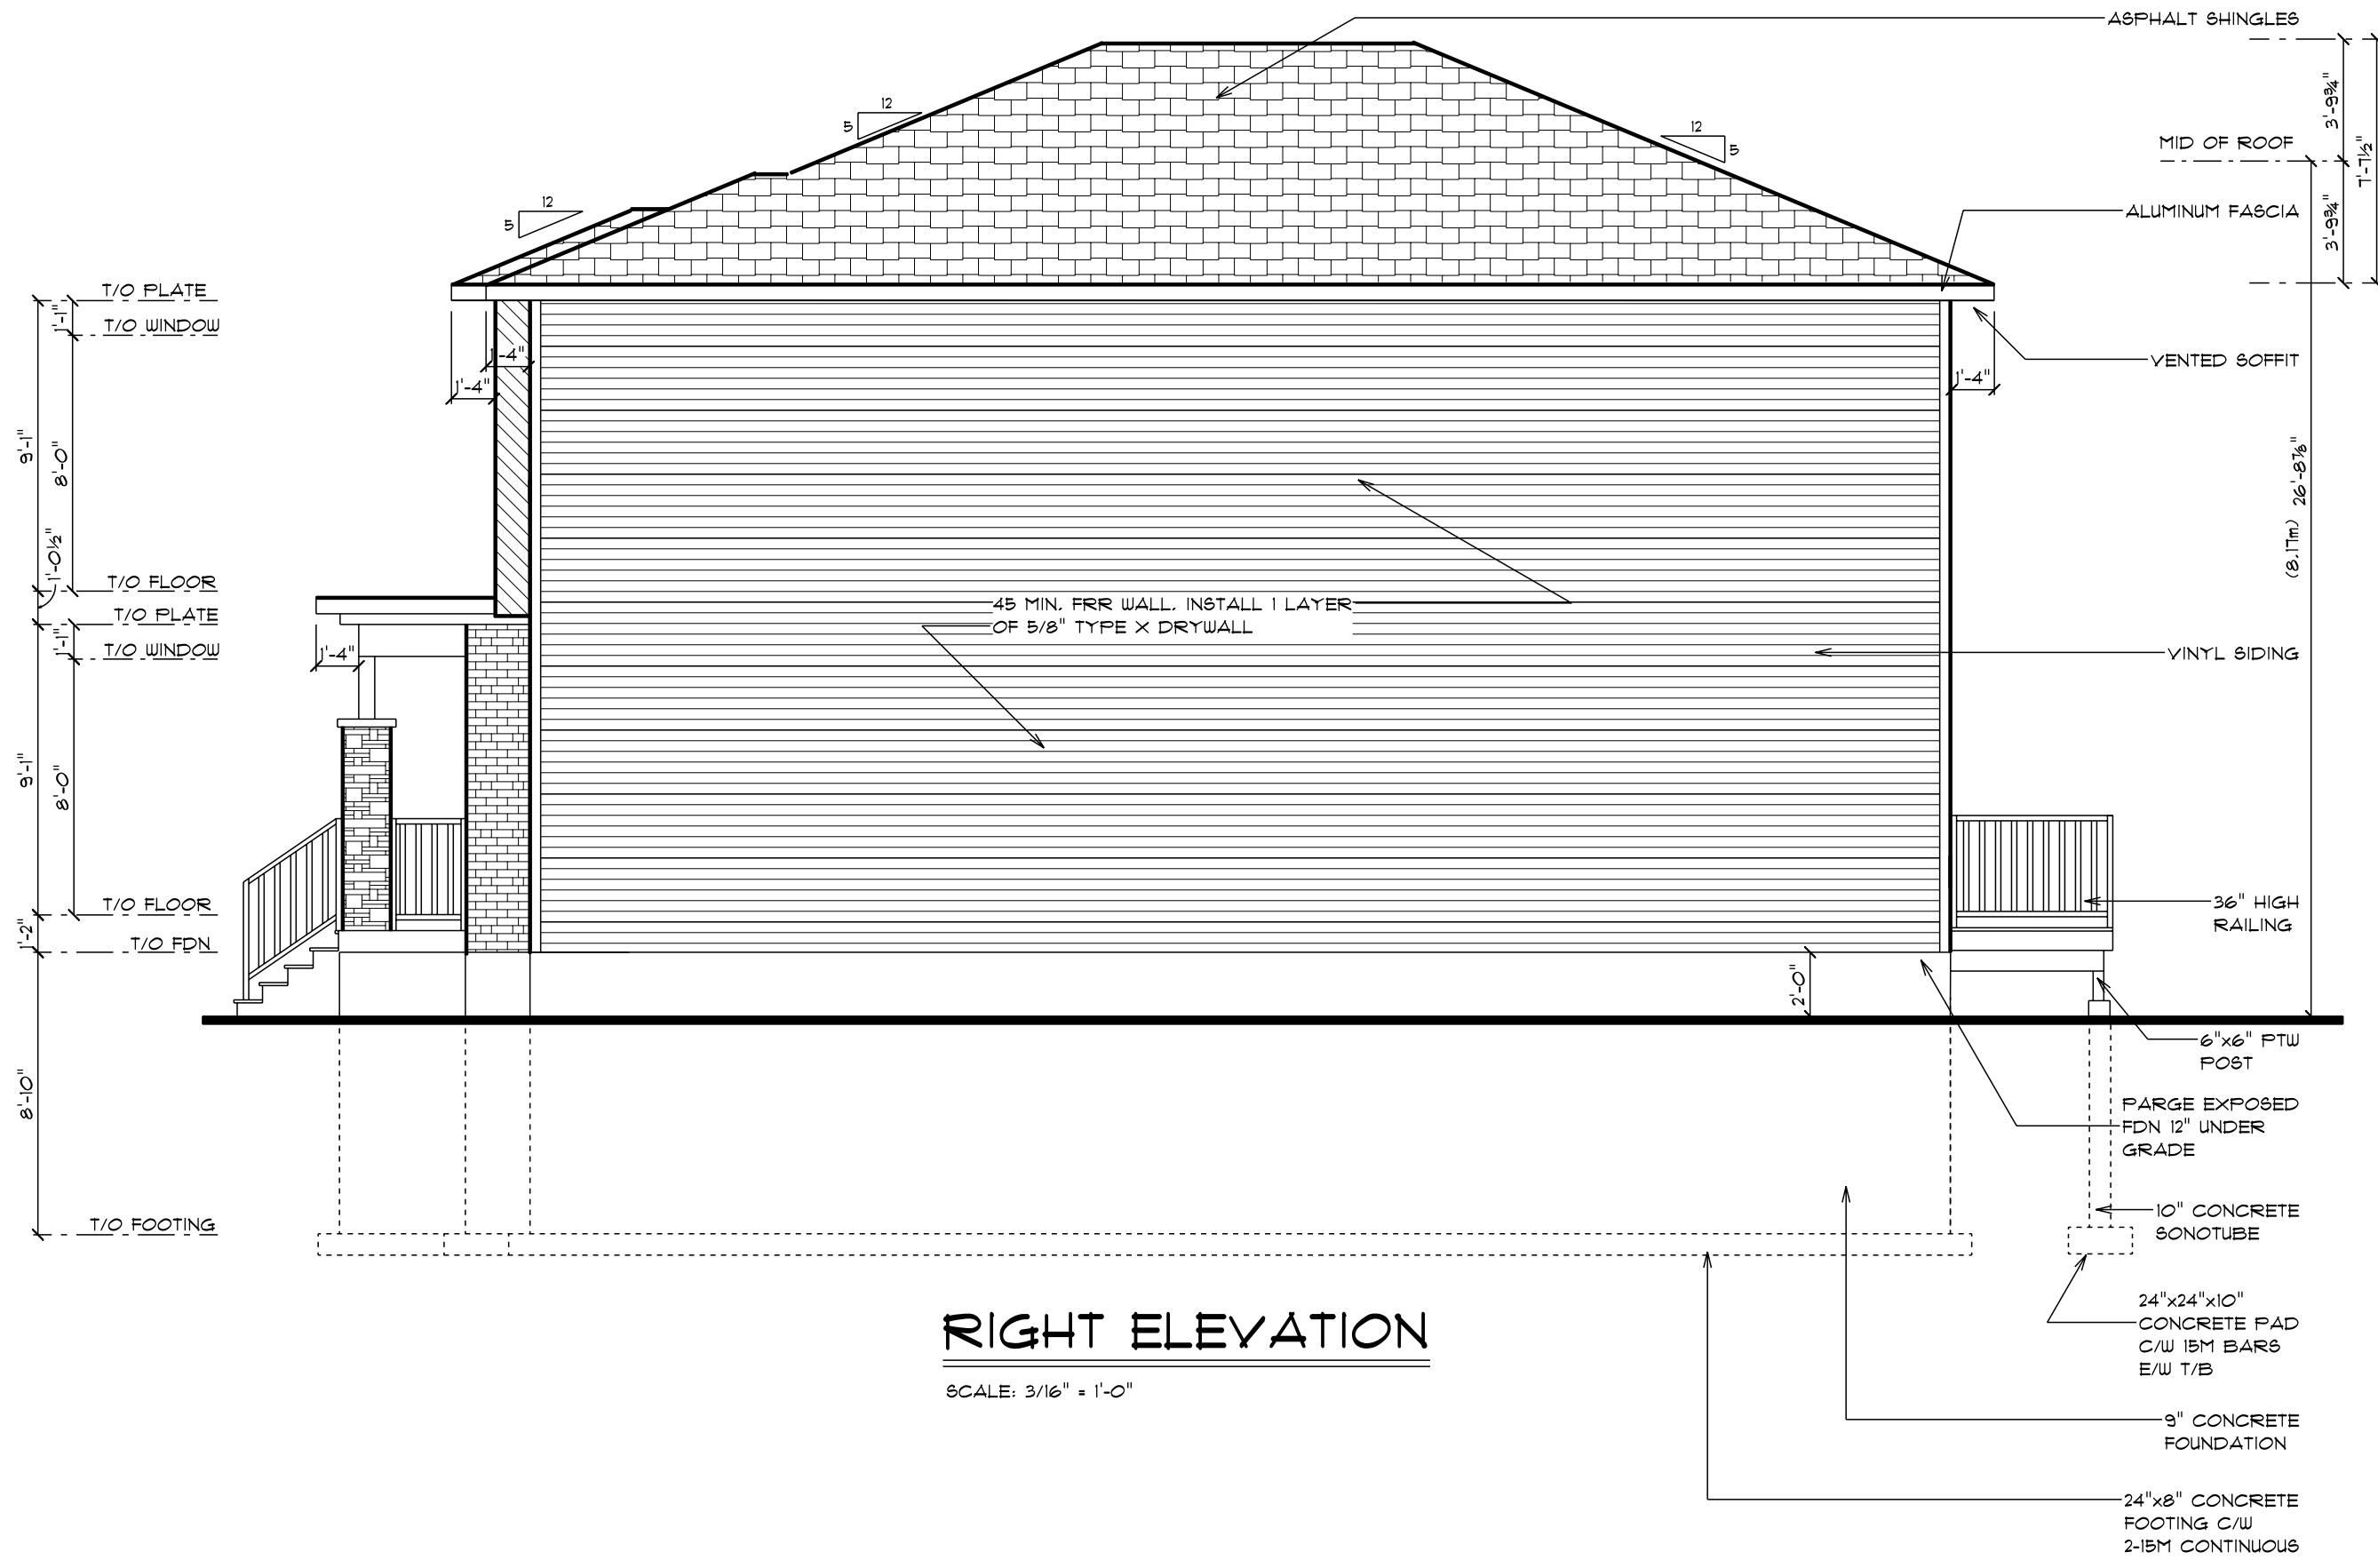 ASPHALT SHINGLES
12
5
12
5
12
5
3'-9¾"
3'-9¾"
7'-7½"
MID OF ROOF
ALUMINUM FASCIA
VENTED SOFFIT
T/O PLATE
T/O WINDOW
1'-1"
1'-4"
1'-4"
1'-4"
9'-1"
8'-0"
(8.17m) 26'-8⅞"
1'-0½"
T/O FLOOR
T/O PLATE
T/O WINDOW
1'-1"
1'-4"
45 MIN. FRR WALL. INSTALL 1 LAYER
OF 5/8" TYPE X DRYWALL
VINYL SIDING
9'-1"
8'-0"
T/O FLOOR
T/O FDN
1'-2"
36" HIGH
RAILING
2'-0"
6"x6" PTW
POST
8'-10"
PARGE EXPOSED
FDN 12" UNDER
GRADE
T/O FOOTING
10" CONCRETE
SONOTUBE
24"x24"x10"
CONCRETE PAD
C/W 15M BARS
E/W T/B
RIGHT ELEVATION
SCALE: 3/16" = 1'-0"
9" CONCRETE
FOUNDATION
24"x8" CONCRETE
FOOTING C/W
2-15M CONTINUOUS